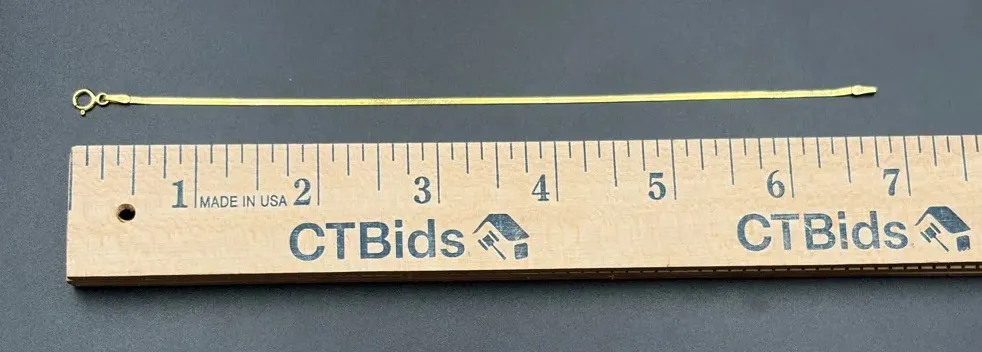 1 MADE IN USA 2 3 4 5 6 7
CTBids CTBids